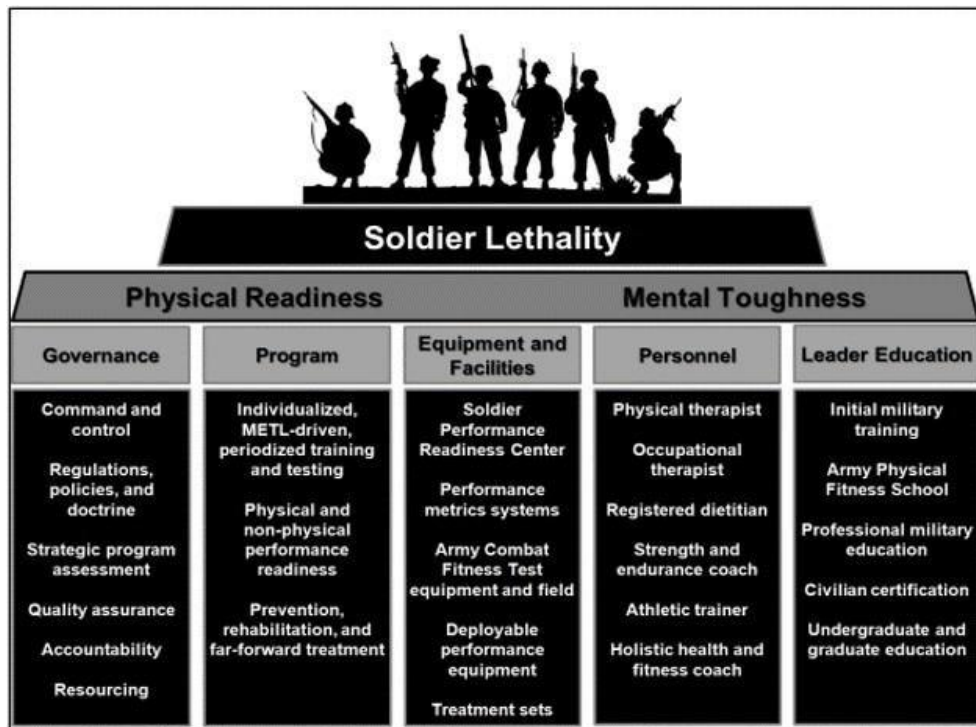 Soldier Lethality
Physical Readiness
Mental Toughness
Governance
Command and
control
Regulations,
policies, and
doctrine
Strategic program
assessment
Quality assurance
Accountability
Resourcing
Program
Individualized,
METL-driven,
periodized training
and testing
Physical and
non-physical
performance
readiness
Prevention,
rehabilitation, and
far-forward treatment
Equipment and
Facilities
Soldier
Performance
Readiness Center
Performance
metrics systems
Army Combat
Fitness Test
equipment and field
Deployable
performance
equipment
Treatment sets
Personnel
Physical therapist
Occupational
therapist
Registered dietitian
Strength and
endurance coach
Athletic trainer
Holistic health and
fitness coach
Leader Education
Initial military
training
Army Physical
Fitness School
Professional military
education
Civilian certification
Undergraduate and
graduate education